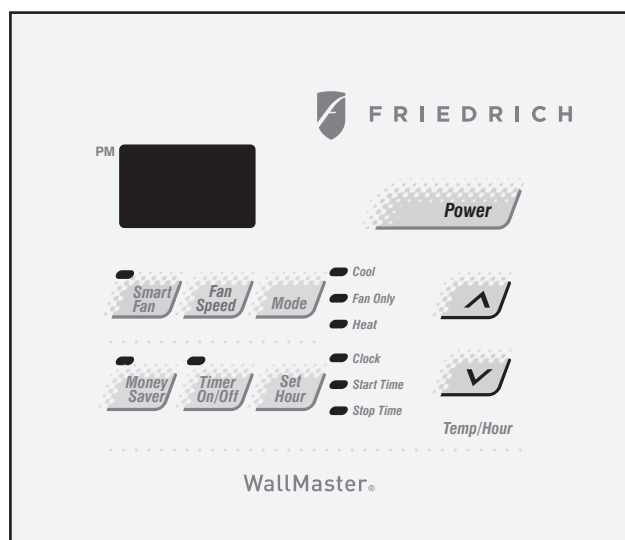 FRIEDRICH
PM
Power
Smart
Fan
Fan
Speed
Mode
Cool
Fan Only
Heat
Money
Saver
Timer
On/Off
Set
Hour
Clock
Start Time
Stop Time
Temp/Hour
WallMaster®